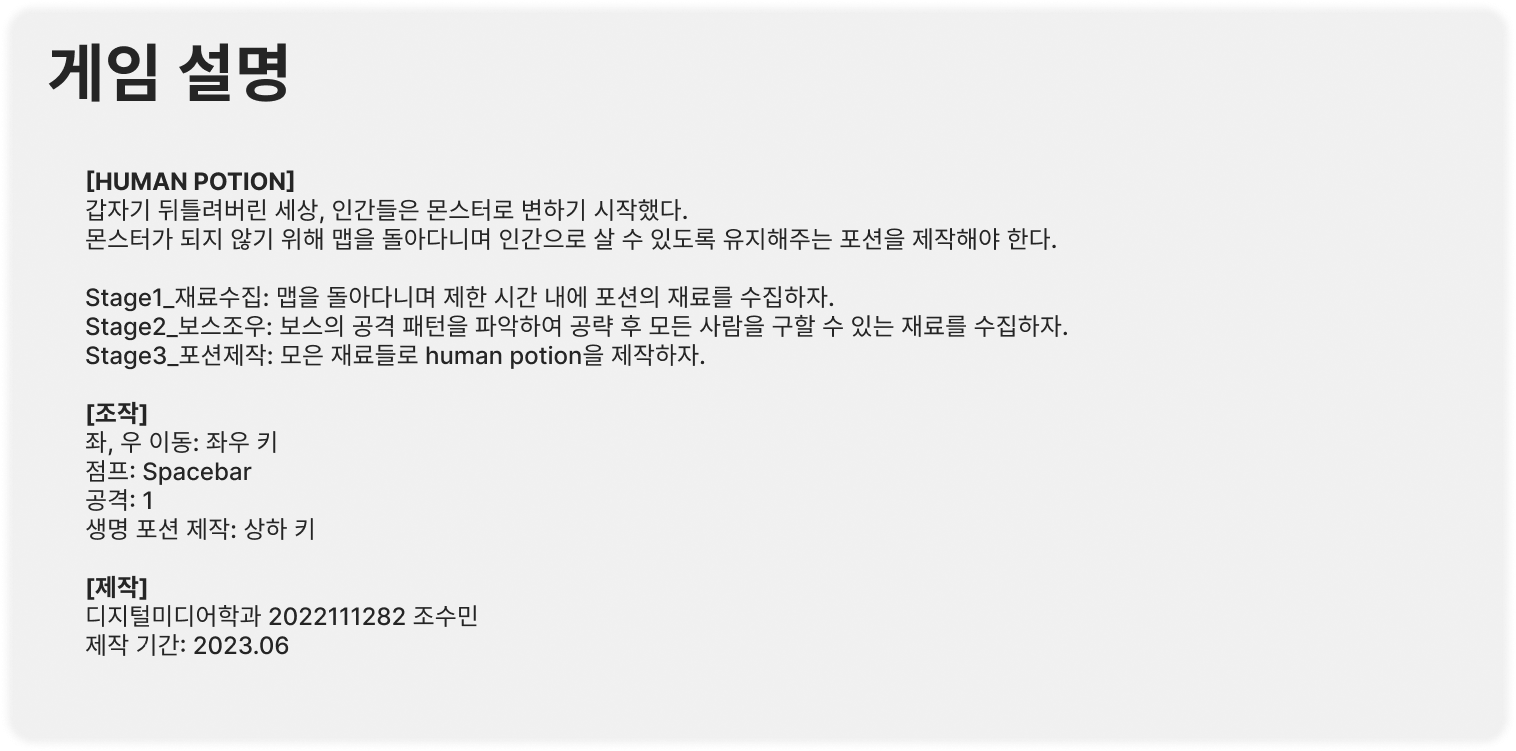 게임 설명
[HUMAN POTION]
갑자기 뒤틀려버린 세상, 인간들은 몬스터로 변하기 시작했다.
몬스터가 되지 않기 위해 맵을 돌아다니며 인간으로 살 수 있도록 유지해주는 포션을 제작해야 한다.
Stage1_재료수집: 맵을 돌아다니며 제한 시간 내에 포션의 재료를 수집하자.
Stage2_보스조우: 보스의 공격 패턴을 파악하여 공략 후 모든 사람을 구할 수 있는 재료를 수집하자.
Stage3_포션제작: 모은 재료들로 human potion을 제작하자.
[조작]
좌, 우 이동: 좌우 키
점프: Spacebar
공격: 1
생명 포션 제작: 상하 키
[제작]
디지털미디어학과 2022111282 조수민
제작 기간: 2023.06